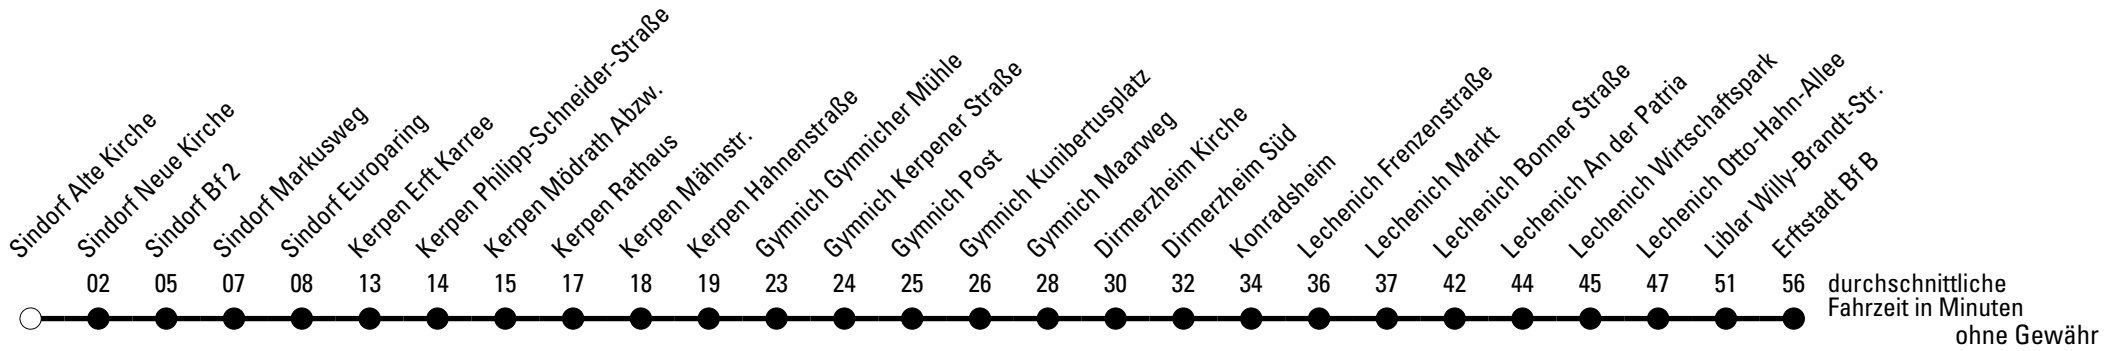 Sindorf Alte Kirche
Sindorf Neue Kirche
Sindorf Bf 2
Sindorf Markusweg
Sindorf Europaring
Kerpen Erft Karree
Kerpen Philipp-Schneider-Straße
Kerpen Mödrath Abzw.
Kerpen Rathaus
Kerpen Mähnstr.
Kerpen Hahnenstraße
Gymnich Gymnicher Mühle
Gymnich Kerpener Straße
Gymnich Post
Gymnich Kunibertusplatz
Gymnich Maarweg
Dirmerzheim Kirche
Dirmerzheim Süd
Konradsheim
Lechenich Frenzenstraße
Lechenich Markt
Lechenich Bonner Straße
Lechenich An der Patria
Lechenich Wirtschaftspark
Lechenich Otto-Hahn-Allee
Liblar Willy-Brandt-Str.
Erftstadt Bf B
02 05 07 08 13 14 15 17 18 19 23 24 25 26 28 30 32 34 36 37 42 44 45 47 51 56
durchschnittliche
Fahrzeit in Minuten
ohne Gewähr